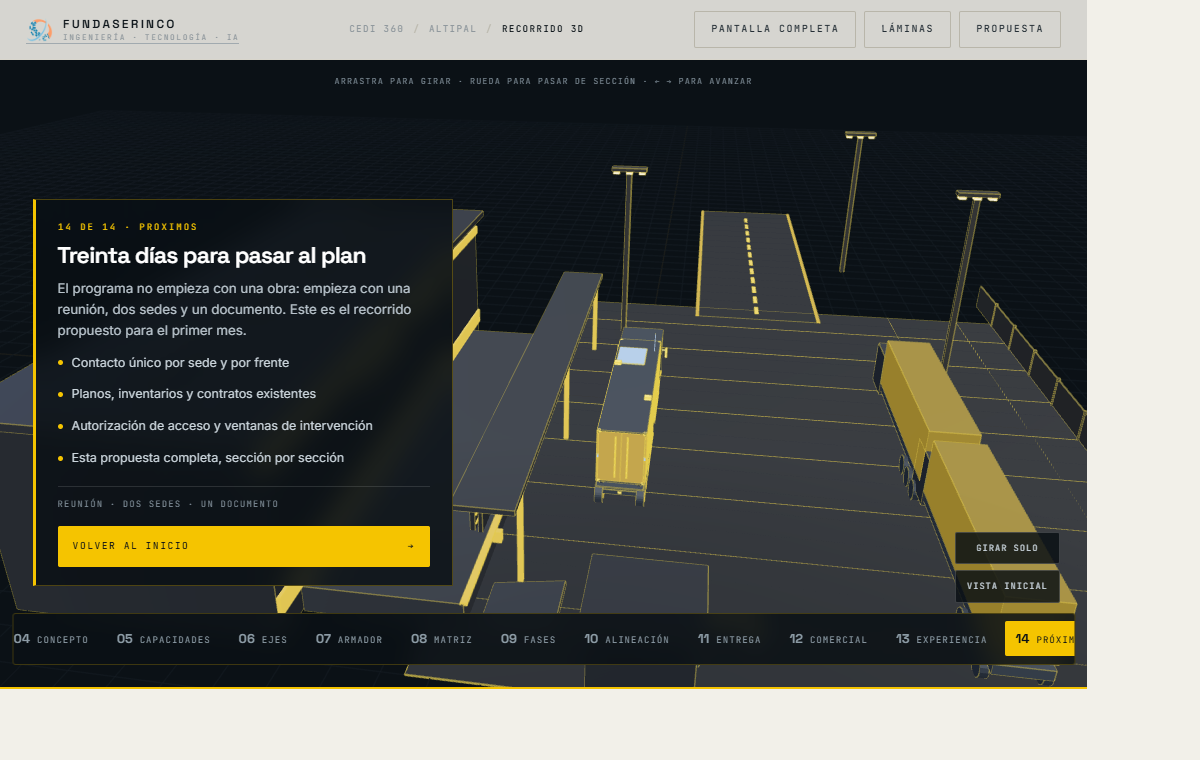 FUNDASERINCO
INGENIERÍA · TECNOLOGÍA · IA
CEDI 360 / ALTIPAL / RECORRIDO 3D
PANTALLA COMPLETA
LÁMINAS
PROPUESTA
ARRASTRA PARA GIRAR · RUEDA PARA PASAR DE SECCIÓN · ← → PARA AVANZAR
14 DE 14 · PROXIMOS
Treinta días para pasar al plan
El programa no empieza con una obra: empieza con una
reunión, dos sedes y un documento. Este es el recorrido
propuesto para el primer mes.
Contacto único por sede y por frente
Planos, inventarios y contratos existentes
Autorización de acceso y ventanas de intervención
Esta propuesta completa, sección por sección
REUNIÓN · DOS SEDES · UN DOCUMENTO
VOLVER AL INICIO →
GIRAR SOLO
VISTA INICIAL
04 CONCEPTO 05 CAPACIDADES 06 EJES 07 ARMADOR 08 MATRIZ 09 FASES 10 ALINEACIÓN 11 ENTREGA 12 COMERCIAL 13 EXPERIENCIA 14 PRÓXIM